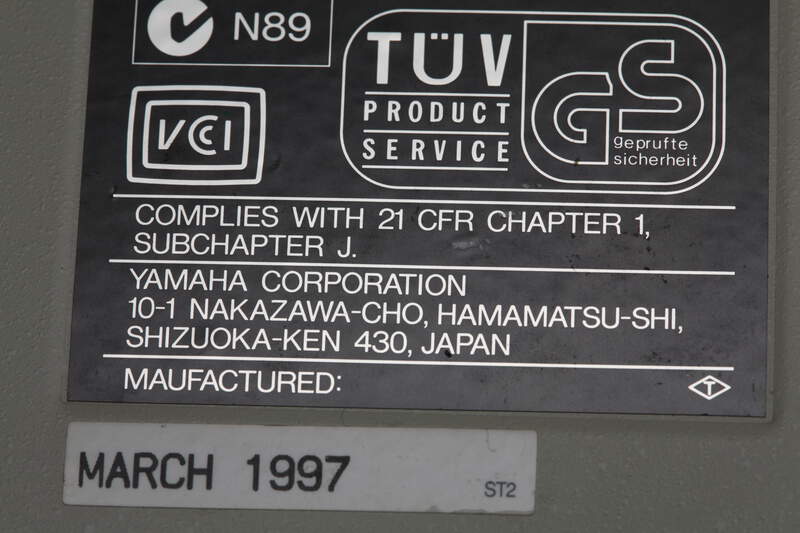 N89
TÜV
PRODUCT
SERVICE
GS
geprufte
sicherheit
VCCI
COMPLIES WITH 21 CFR CHAPTER 1,
SUBCHAPTER J.
YAMAHA CORPORATION
10-1 NAKAZAWA-CHO, HAMAMATSU-SHI,
SHIZUOKA-KEN 430, JAPAN
MAUFACTURED:
T
MARCH 1997
ST2